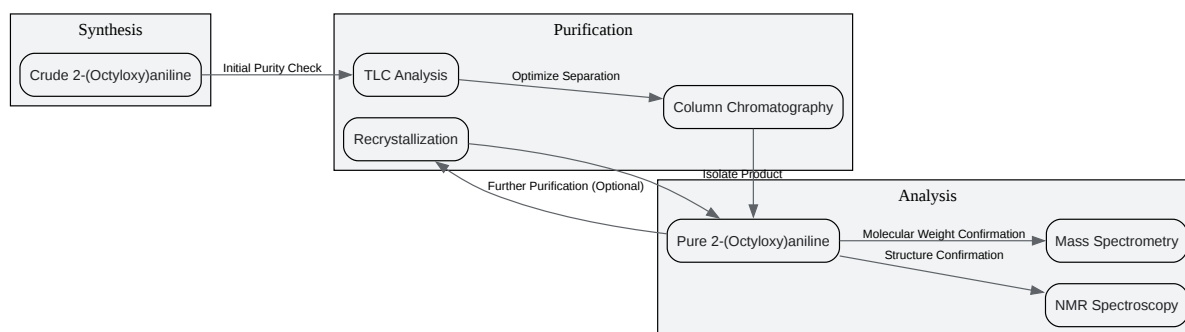 Synthesis
Crude 2-(Octyloxy)aniline
Initial Purity Check
Purification
TLC Analysis
Optimize Separation
Column Chromatography
Recrystallization
Further Purification (Optional)
Isolate Product
Analysis
Pure 2-(Octyloxy)aniline
Molecular Weight Confirmation
Mass Spectrometry
Structure Confirmation
NMR Spectroscopy